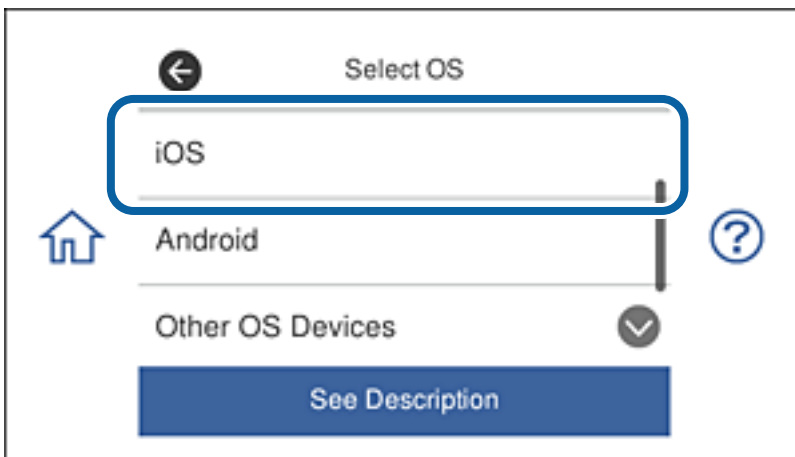 Select OS
iOS
Android
?
Other OS Devices
See Description